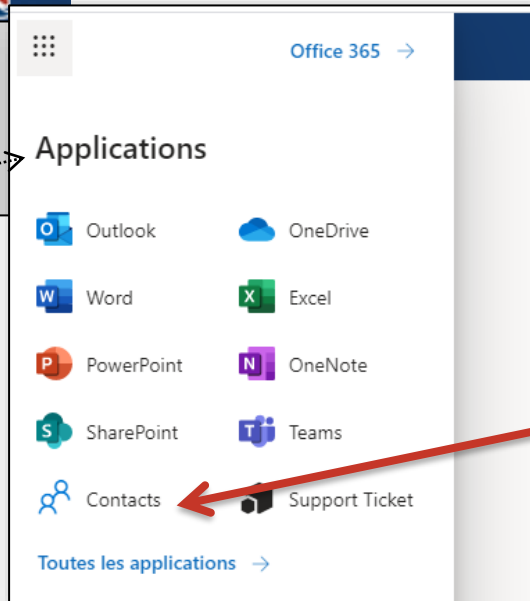 Office 365 →
Applications
Outlook OneDrive
Word Excel
PowerPoint OneNote
SharePoint Teams
Contacts Support Ticket
Toutes les applications →